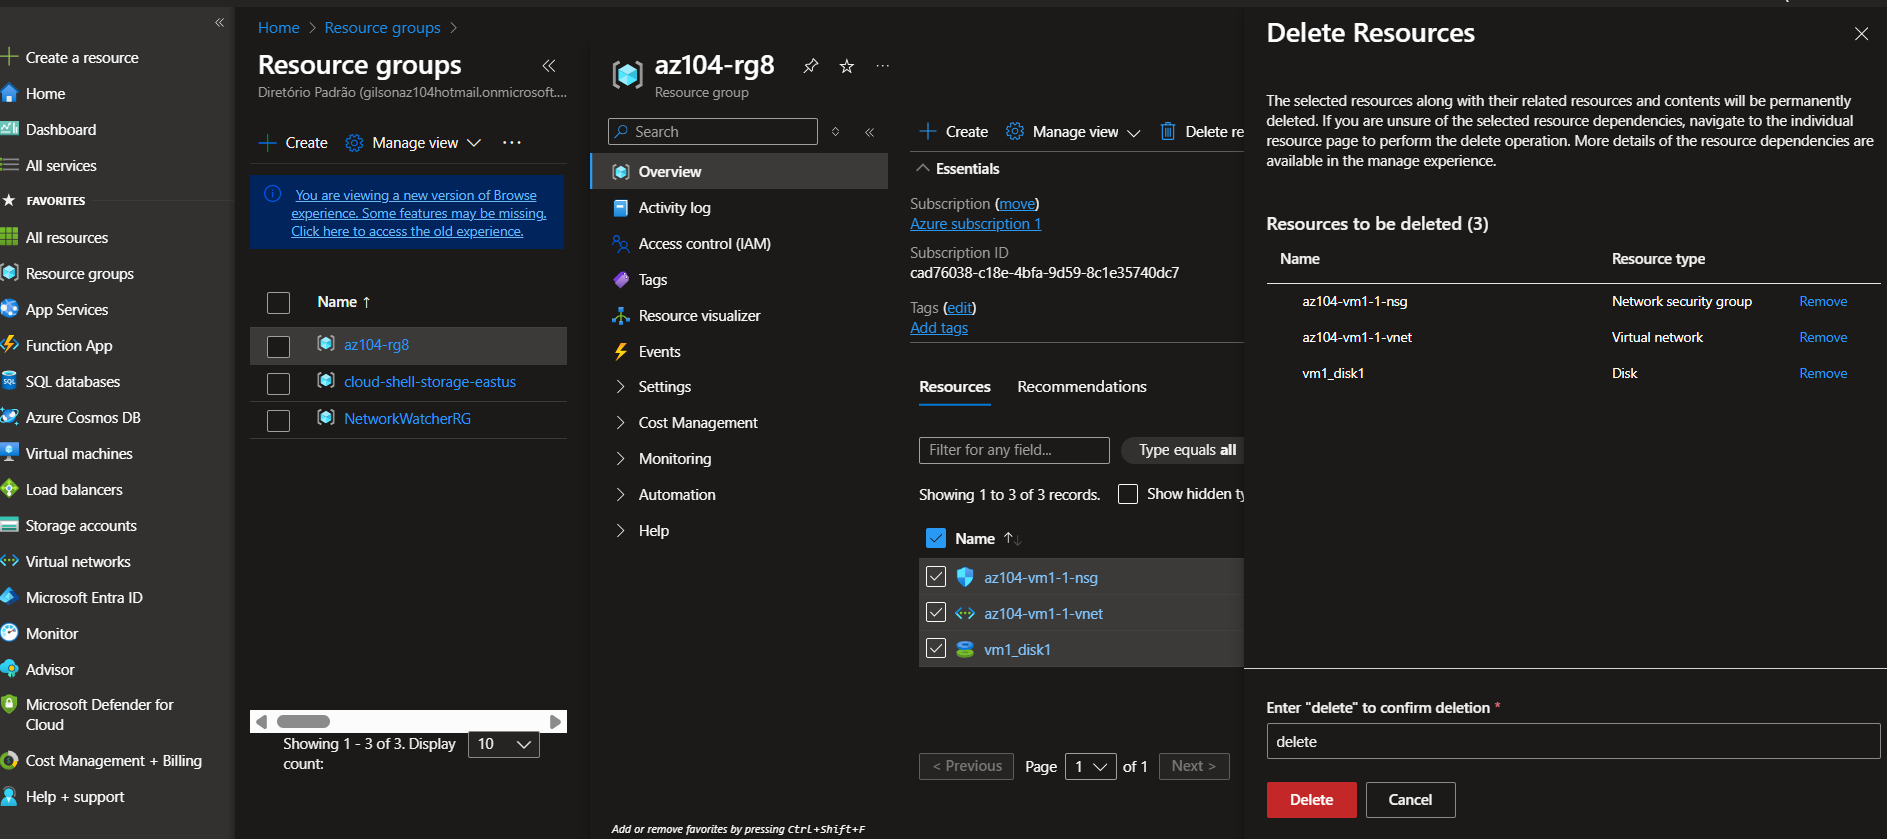 Create a resource
Home
Dashboard
All services
FAVORITES
All resources
Resource groups
App Services
Function App
SQL databases
Azure Cosmos DB
Virtual machines
Load balancers
Storage accounts
Virtual networks
Microsoft Entra ID
Monitor
Advisor
Microsoft Defender for
Cloud
Cost Management + Billing
Help + support
Home > Resource groups >
Resource groups
Diretório Padrão (gilsonaz104hotmail.onmicrosoft....
Create Manage view ...
You are viewing a new version of Browse
experience. Some features may be missing.
Click here to access the old experience.
Name ↑
az104-rg8
cloud-shell-storage-eastus
NetworkWatcherRG
Showing 1 - 3 of 3. Display
count:
10
az104-rg8
Resource group
Search
Overview
Activity log
Access control (IAM)
Tags
Resource visualizer
Events
Settings
Cost Management
Monitoring
Automation
Help
Add or remove favorites by pressing Ctrl+Shift+F
Create Manage view Delete re
Essentials
Subscription (move)
Azure subscription 1
Subscription ID
cad76038-c18e-4bfa-9d59-8c1e35740dc7
Tags (edit)
Add tags
Resources Recommendations
Filter for any field... Type equals all
Showing 1 to 3 of 3 records. Show hidden ty
Name ↑↓
az104-vm1-1-nsg
az104-vm1-1-vnet
vm1_disk1
< Previous Page 1 of 1 Next >
Delete Resources
The selected resources along with their related resources and contents will be permanently
deleted. If you are unsure of the selected resource dependencies, navigate to the individual
resource page to perform the delete operation. More details of the resource dependencies are
available in the manage experience.
Resources to be deleted (3)
Name Resource type
az104-vm1-1-nsg Network security group Remove
az104-vm1-1-vnet Virtual network Remove
vm1_disk1 Disk Remove
Enter "delete" to confirm deletion *
delete
Delete Cancel